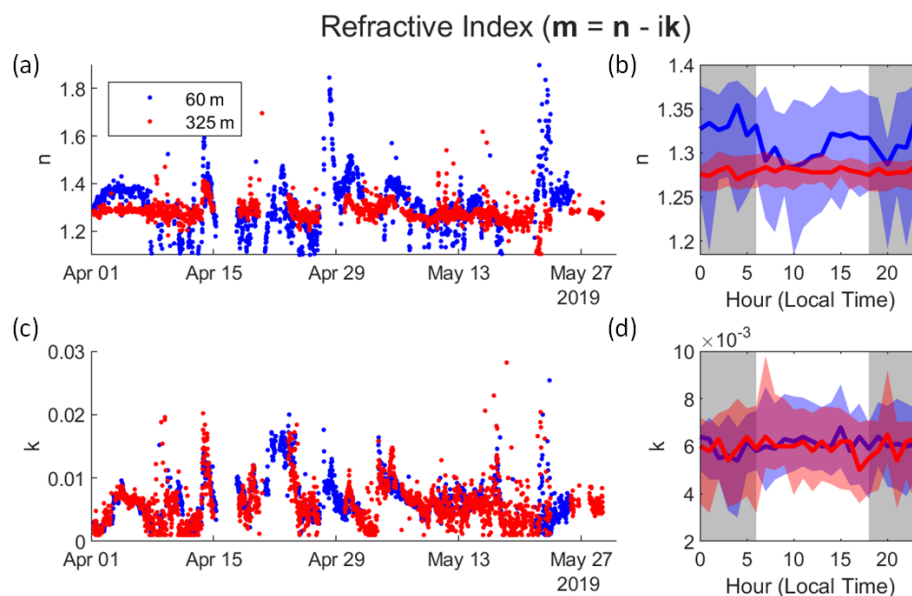 Refractive Index (m = n - ik)
(a)
1.8
1.6
1.4
1.2
n
60 m
325 m
Apr 01
Apr 15
Apr 29
May 13
May 27
2019
(b)
1.4
1.35
1.3
1.25
1.2
n
0
5
10
15
20
Hour (Local Time)
(c)
0.03
0.02
0.01
0
k
Apr 01
Apr 15
Apr 29
May 13
May 27
2019
(d)
×10⁻³
10
8
6
4
2
k
0
5
10
15
20
Hour (Local Time)